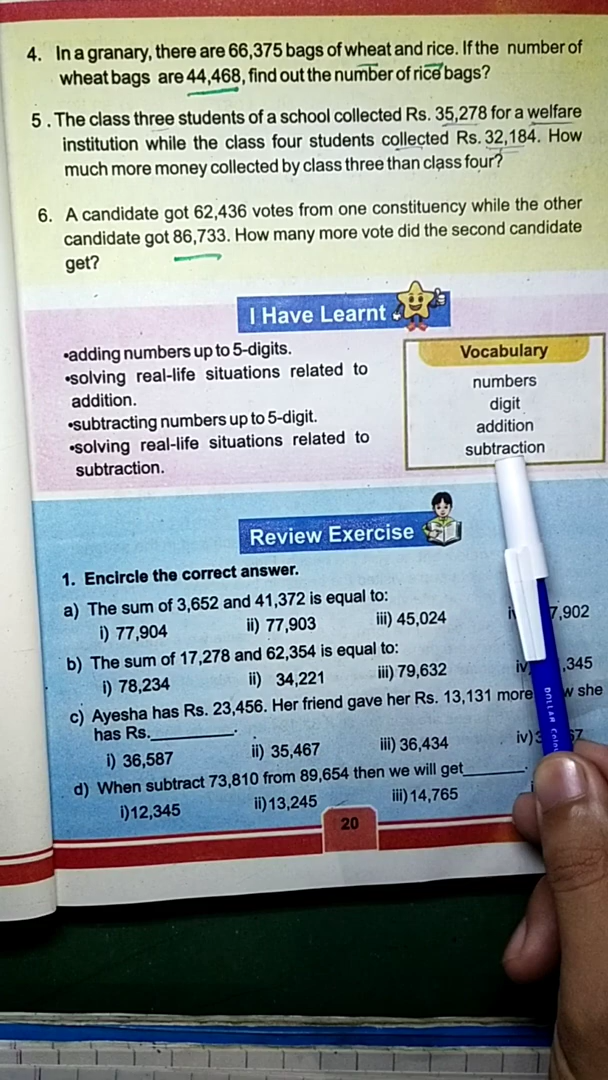 4. In a granary, there are 66,375 bags of wheat and rice. If the number of
wheat bags are 44,468, find out the number of rice bags?
5 . The class three students of a school collected Rs. 35,278 for a welfare
institution while the class four students collected Rs. 32,184. How
much more money collected by class three than class four?
6. A candidate got 62,436 votes from one constituency while the other
candidate got 86,733. How many more vote did the second candidate
get?
I Have Learnt
•adding numbers up to 5-digits.
•solving real-life situations related to
addition.
•subtracting numbers up to 5-digit.
•solving real-life situations related to
subtraction.
Vocabulary
numbers
digit
addition
subtraction
Review Exercise
1. Encircle the correct answer.
a) The sum of 3,652 and 41,372 is equal to:
i) 77,904 ii) 77,903 iii) 45,024 7,902
b) The sum of 17,278 and 62,354 is equal to:
i) 78,234 ii) 34,221 iii) 79,632 iv) ,345
c) Ayesha has Rs. 23,456. Her friend gave her Rs. 13,131 more she
has Rs.__________.
i) 36,587 ii) 35,467 iii) 36,434 iv)
d) When subtract 73,810 from 89,654 then we will get_______.
i)12,345 ii)13,245 iii)14,765
20
DOLLAR